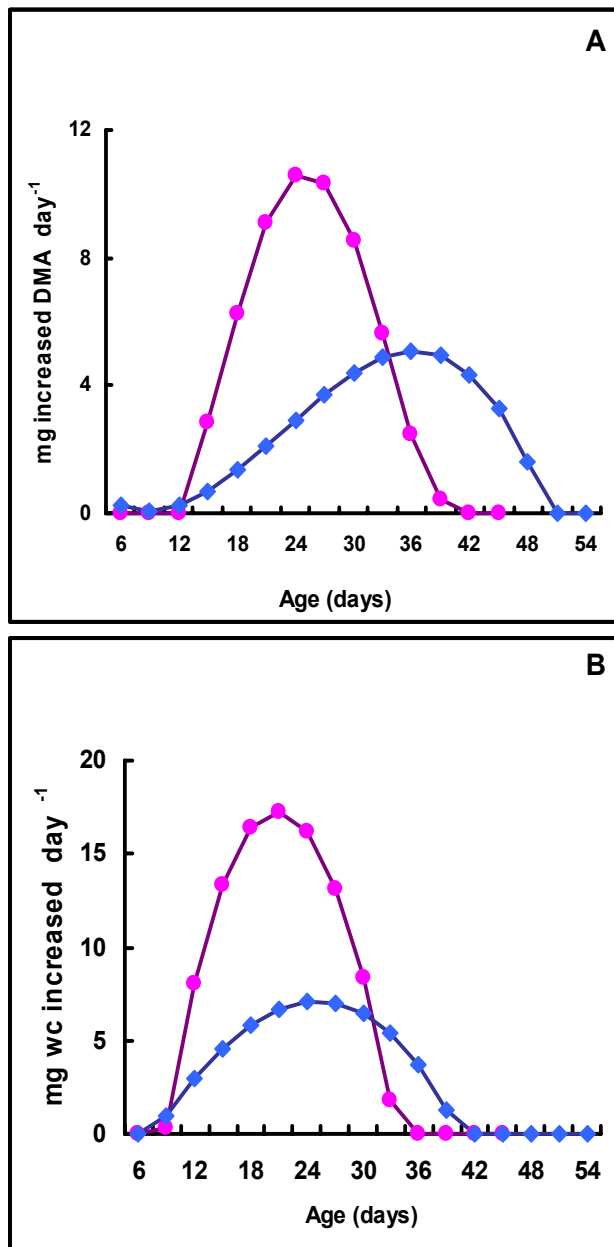 A
mg increased DMA day-1
12
8
4
0
6 12 18 24 30 36 42 48 54
Age (days)
B
mg wc increased day -1
20
15
10
5
0
6 12 18 24 30 36 42 48 54
Age (days)